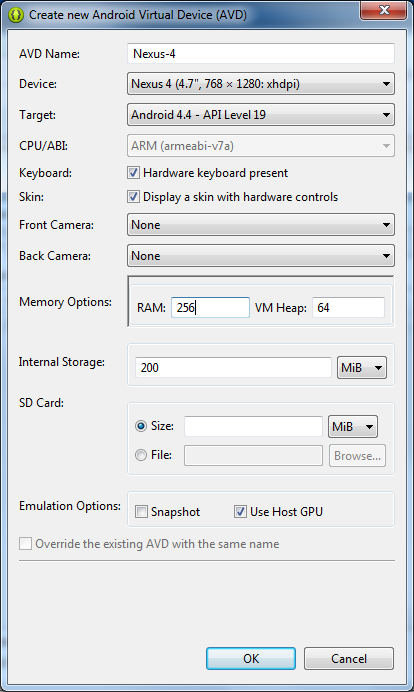 Create new Android Virtual Device (AVD)
AVD Name: Nexus-4
Device: Nexus 4 (4.7", 768 × 1280: xhdpi)
Target: Android 4.4 - API Level 19
CPU/ABI: ARM (armeabi-v7a)
Keyboard: Hardware keyboard present
Skin: Display a skin with hardware controls
Front Camera: None
Back Camera: None
Memory Options: RAM: 256 VM Heap: 64
Internal Storage: 200 MiB
SD Card:
Size: MiB
File: Browse...
Emulation Options: Snapshot Use Host GPU
Override the existing AVD with the same name
OK Cancel